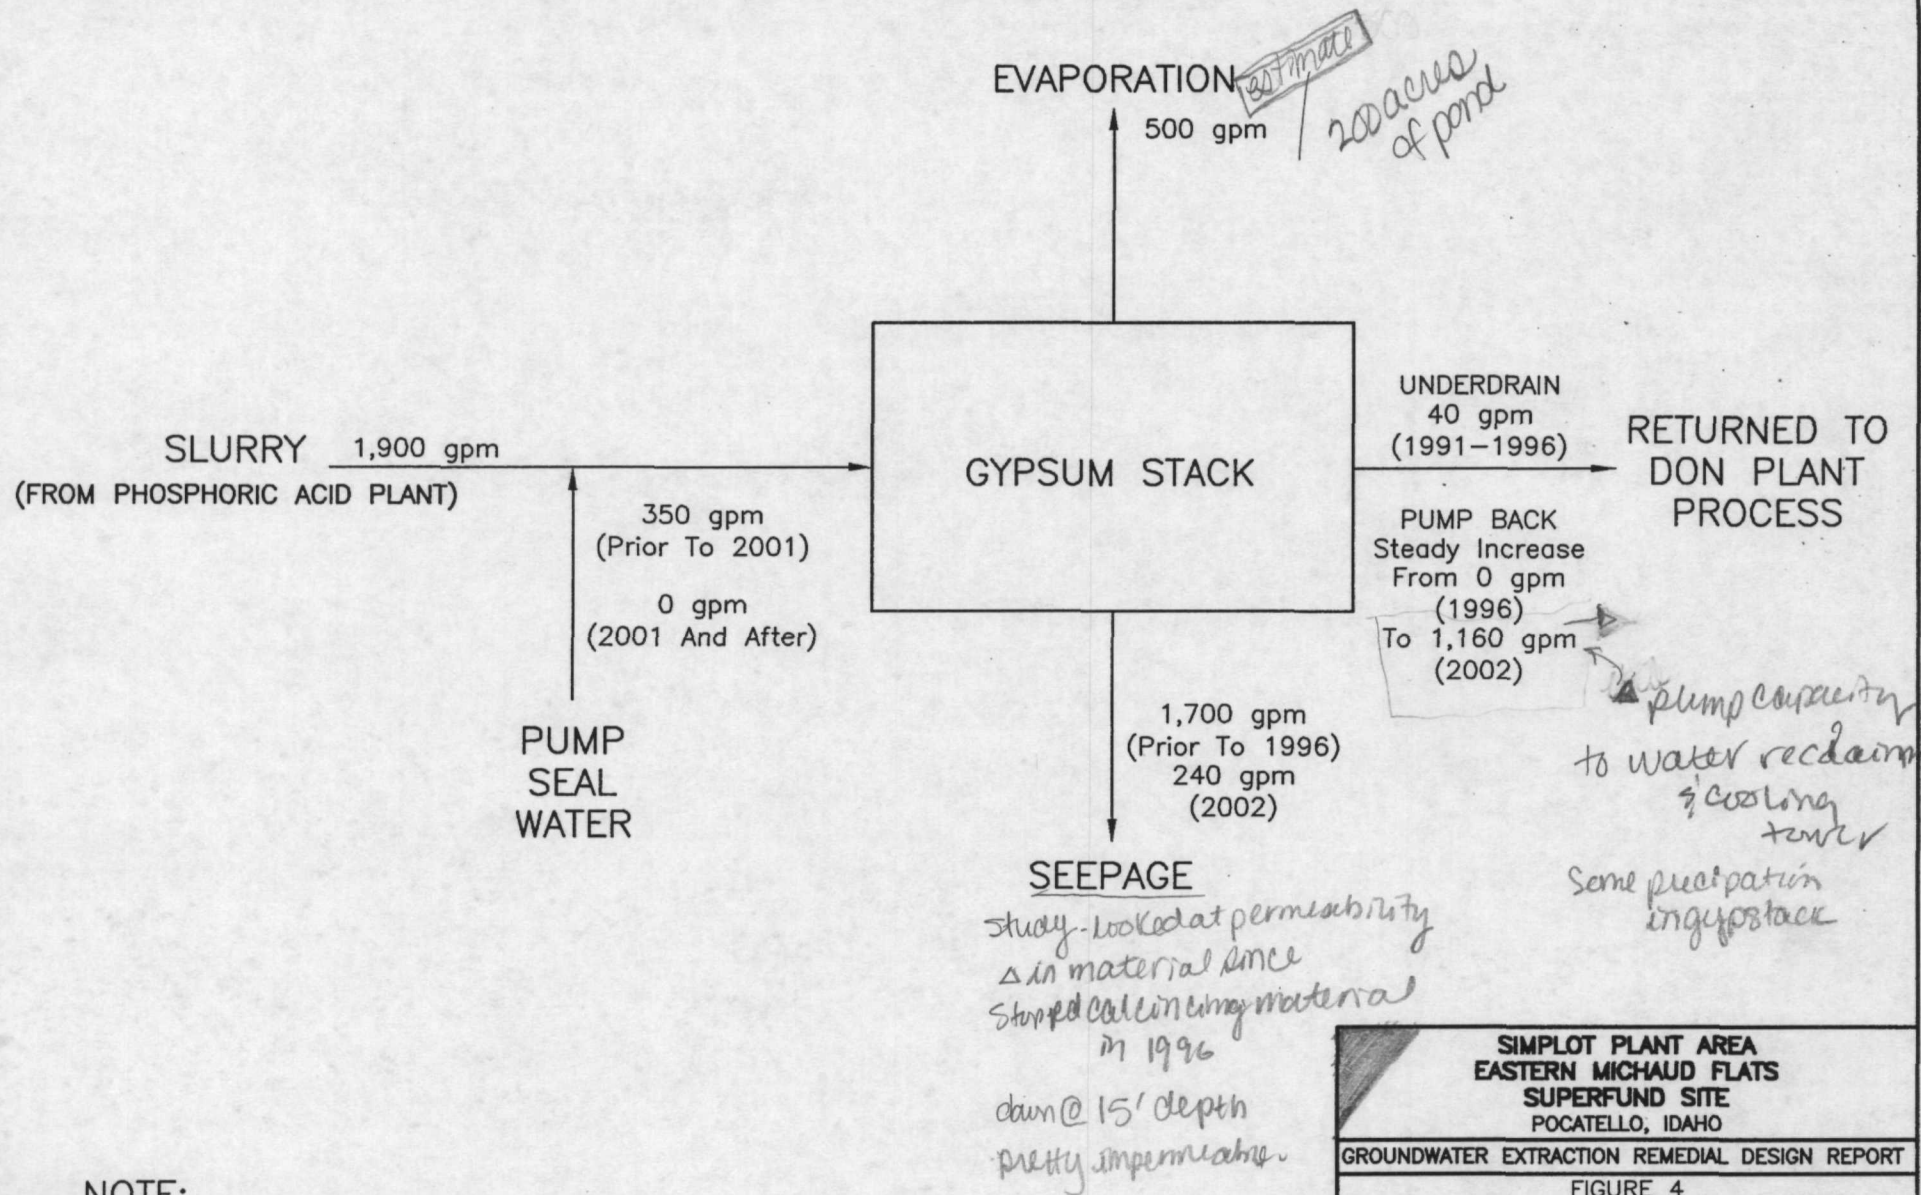 EVAPORATION
estimate
500 gpm
200 acres
of pond
SLURRY
1,900 gpm
(FROM PHOSPHORIC ACID PLANT)
350 gpm
(Prior To 2001)
0 gpm
(2001 And After)
PUMP
SEAL
WATER
GYPSUM STACK
UNDERDRAIN
40 gpm
(1991-1996)
RETURNED TO
DON PLANT
PROCESS
PUMP BACK
Steady Increase
From 0 gpm
(1996)
To 1,160 gpm
(2002)
Δ pump capacity
to water reclaim
& cooling
tower
Some precipation
in gypstack
1,700 gpm
(Prior To 1996)
240 gpm
(2002)
SEEPAGE
Study - looked at permeability
Δ in material since
Stopped calcining material
in 1996
down @ 15' depth
pretty impermeable.
SIMPLOT PLANT AREA
EASTERN MICHAUD FLATS
SUPERFUND SITE
POCATELLO, IDAHO
GROUNDWATER EXTRACTION REMEDIAL DESIGN REPORT
FIGURE 4
NOTE: